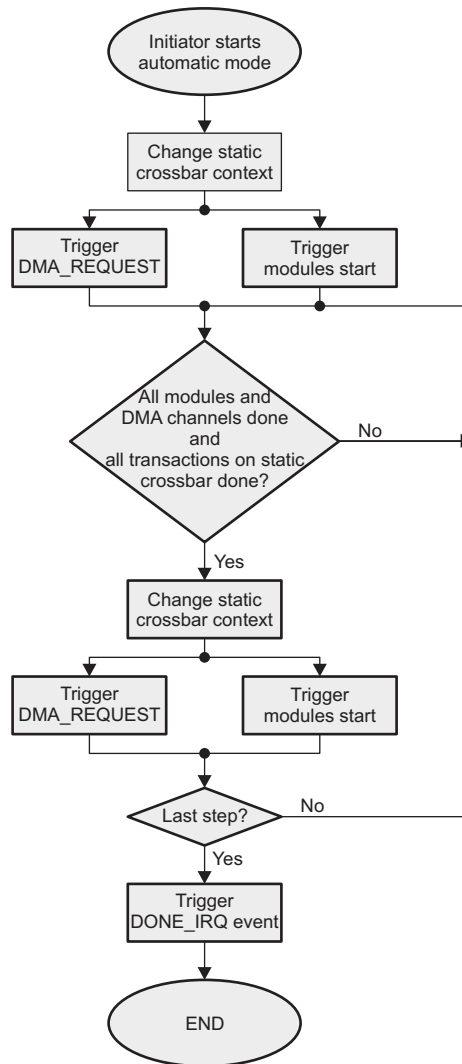 Initiator starts
automatic mode
Change static
crossbar context
Trigger
DMA_REQUEST
Trigger
modules start
All modules and
DMA channels done
and
all transactions on static
crossbar done?
No
Yes
Change static
crossbar context
Trigger
DMA_REQUEST
Trigger
modules start
Last step?
No
Yes
Trigger
DONE_IRQ event
END